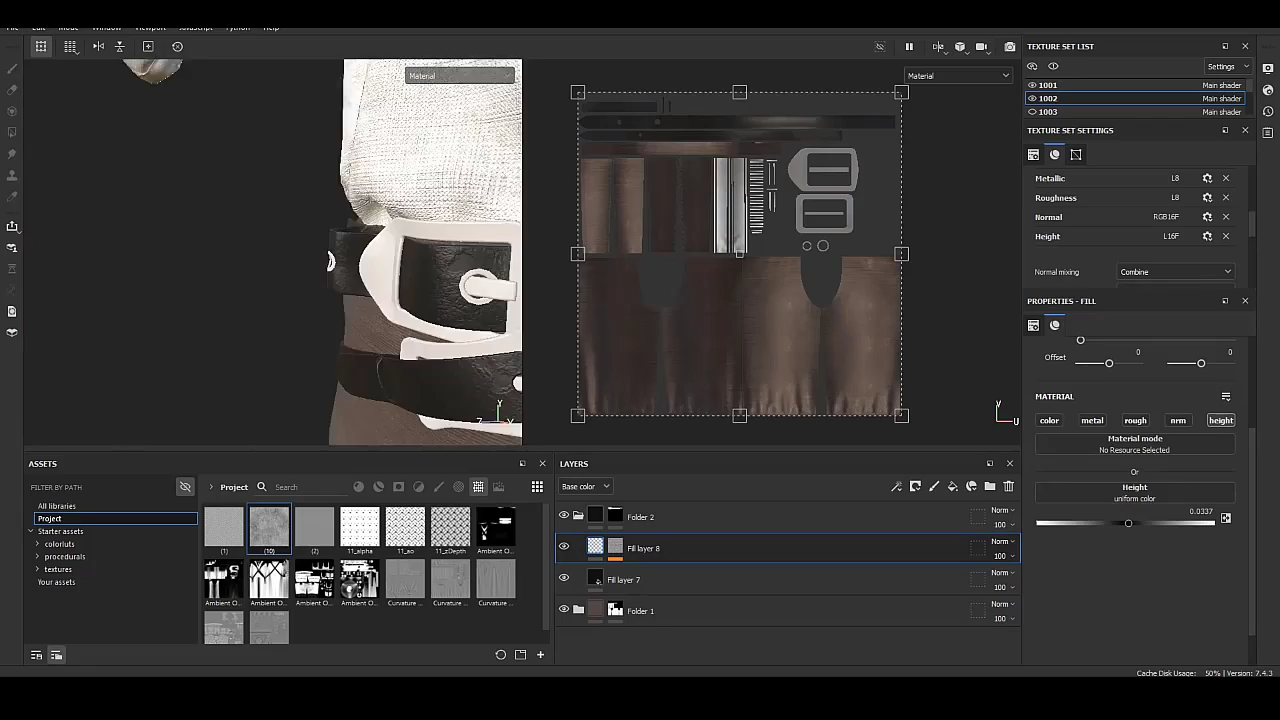 File Edit Mode Window Viewport JavaScript Python Help
Material
Material
TEXTURE SET LIST
Settings
1001 Main shader
1002 Main shader
1003 Main shader
TEXTURE SET SETTINGS
Metallic L8
Roughness L8
Normal RGB16F
Height L16F
Normal mixing Combine
PROPERTIES - FILL
Offset 0 0
MATERIAL
color metal rough nrm height
Material mode
No Resource Selected
Or
Height
uniform color
0.0337
Y
Z
Y
U
ASSETS
FILTER BY PATH
All libraries
Project
Starter assets
coloriuts
procedurals
textures
Your assets
Project Search
(1) (10) (2) 11_alpha 11_ao 11_zDepth Ambient O...
Ambient O... Ambient O... Ambient O... Ambient O... Curvature ... Curvature ... Curvature ...
LAYERS
Base color
Folder 2 Norm 100
Fill layer 8 Norm 100
Fill layer 7 Norm 100
Folder 1 Norm 100
Cache Disk Usage: 50% | Version: 7.4.3